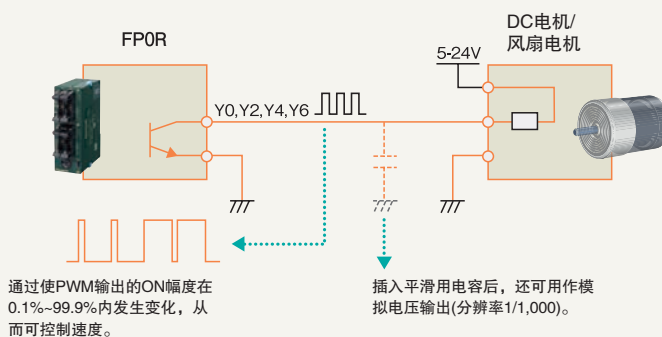 FP0R
DC电机/
风扇电机
5-24V
Y0,Y2,Y4,Y6
通过使PWM输出的ON幅度在
0.1%~99.9%内发生变化，从
而可控制速度。
插入平滑用电容后，还可用作模
拟电压输出(分辨率1/1,000)。